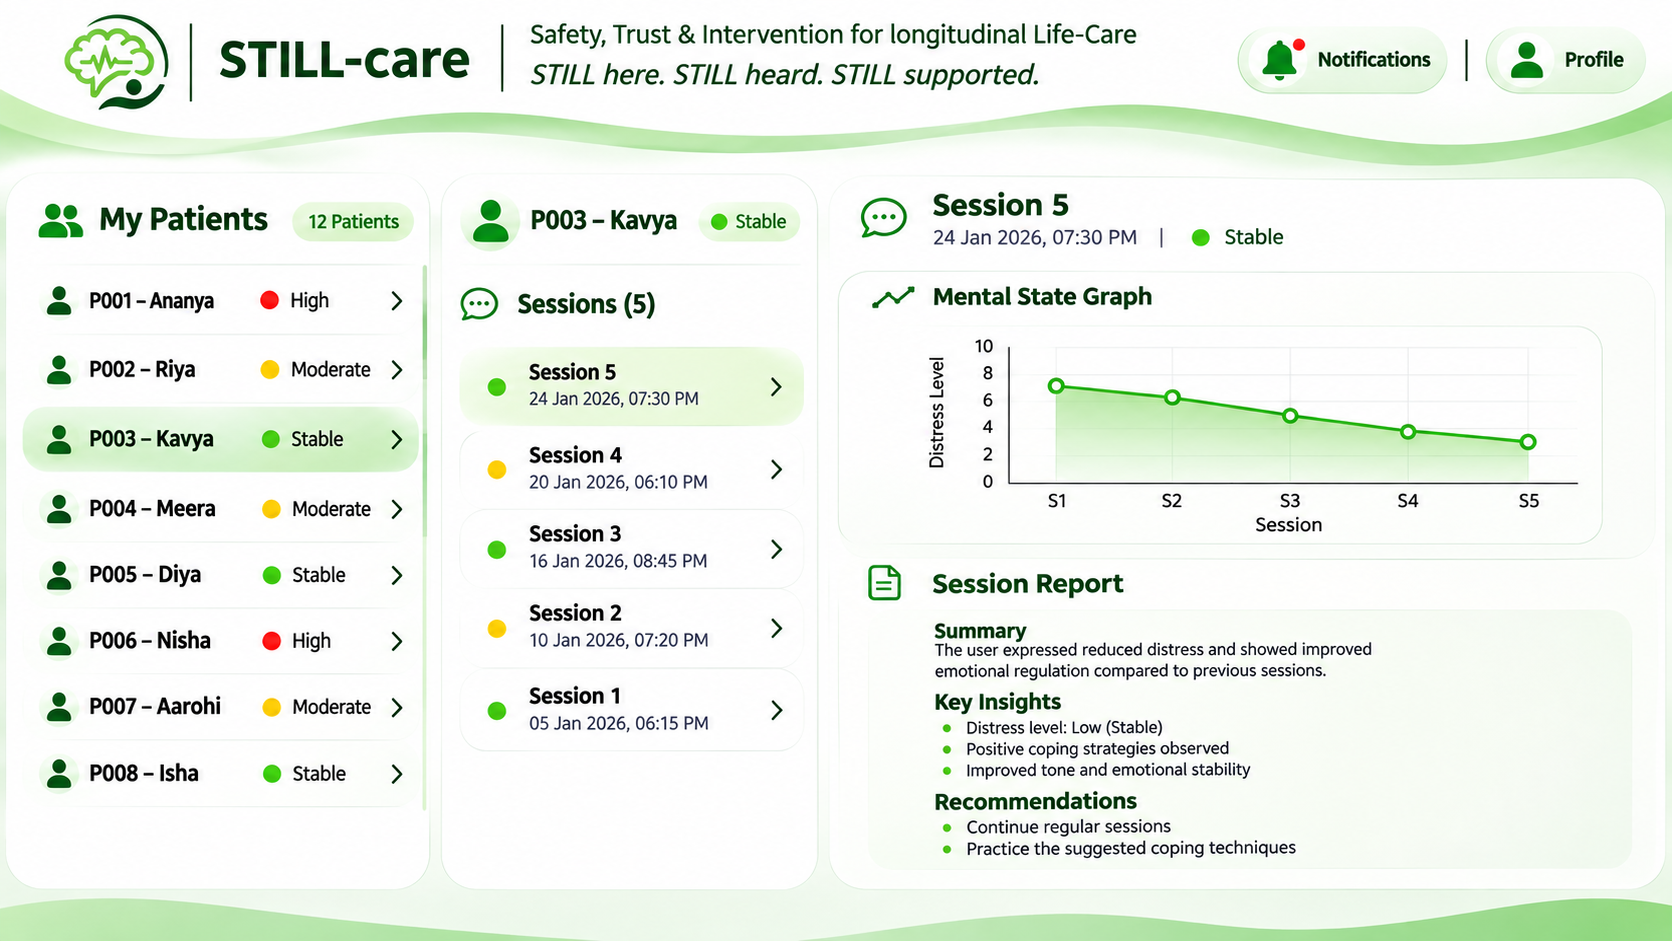 STILL-care
Safety, Trust & Intervention for longitudinal Life-Care
STILL here. STILL heard. STILL supported.
Notifications
Profile
My Patients
12 Patients
P001 – Ananya
High
P002 – Riya
Moderate
P003 – Kavya
Stable
P004 – Meera
Moderate
P005 – Diya
Stable
P006 – Nisha
High
P007 – Aarohi
Moderate
P008 – Isha
Stable
P003 – Kavya
Stable
Sessions (5)
Session 5
24 Jan 2026, 07:30 PM
Session 4
20 Jan 2026, 06:10 PM
Session 3
16 Jan 2026, 08:45 PM
Session 2
10 Jan 2026, 07:20 PM
Session 1
05 Jan 2026, 06:15 PM
Session 5
24 Jan 2026, 07:30 PM | Stable
Mental State Graph
Distress Level
10
8
6
4
2
0
S1 S2 S3 S4 S5
Session
Session Report
Summary
The user expressed reduced distress and showed improved
emotional regulation compared to previous sessions.
Key Insights
Distress level: Low (Stable)
Positive coping strategies observed
Improved tone and emotional stability
Recommendations
Continue regular sessions
Practice the suggested coping techniques